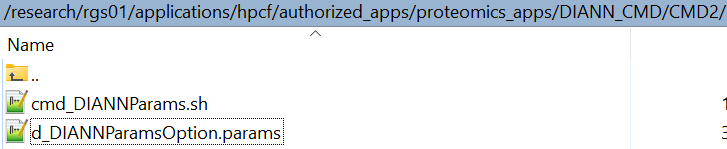 /research/rgs01/applications/hpcf/authorized_apps/proteomics_apps/DIANN_CMD/CMD2/
Name
..
cmd_DIANNParams.sh
d_DIANNParamsOption.params